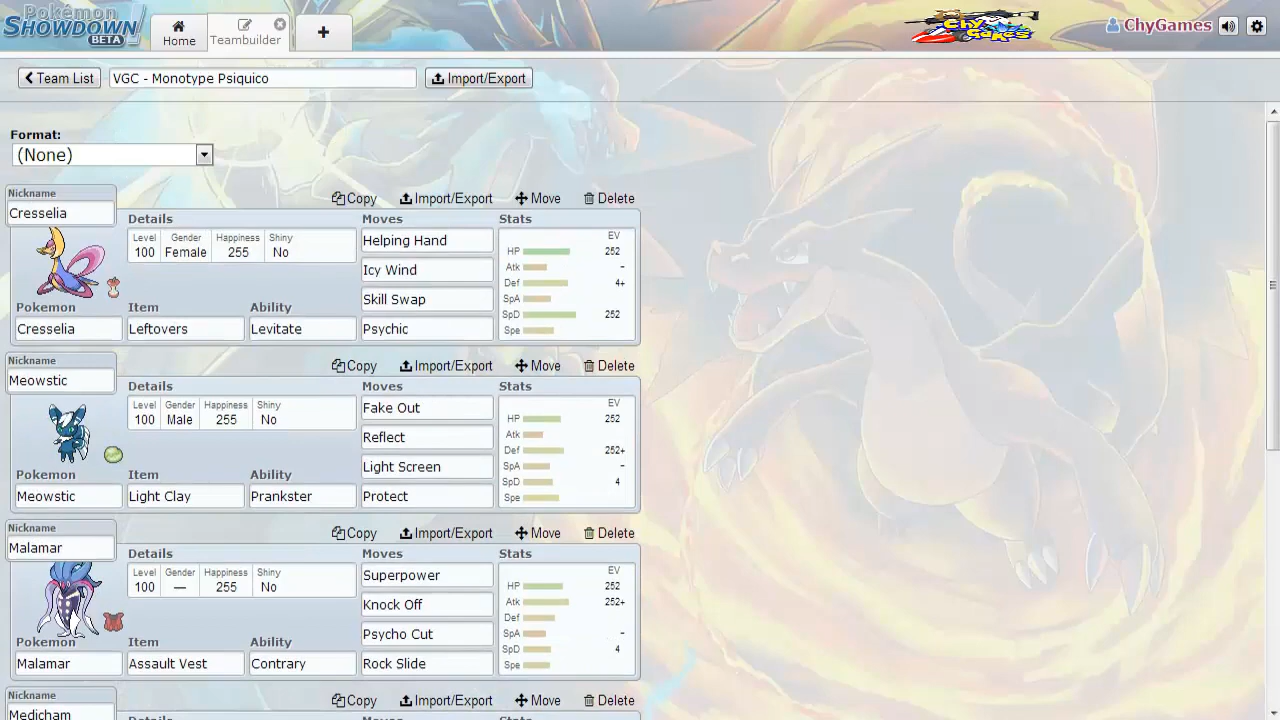 Pokémon
SHOWDOWN!
BETA
Home
Teambuilder
+
Chy
Games
ChyGames
Team List
VGC - Monotype Psiquico
Import/Export
Format:
(None)
Nickname
Cresselia
Copy Import/Export Move Delete
Details Moves Stats
Level Gender Happiness Shiny
100 Female 255 No
Helping Hand
Icy Wind
Skill Swap
Psychic
EV
HP 252
Atk -
Def 4+
SpA
SpD 252
Spe
Pokemon Item Ability
Cresselia Leftovers Levitate
Nickname
Meowstic
Copy Import/Export Move Delete
Details Moves Stats
Level Gender Happiness Shiny
100 Male 255 No
Fake Out
Reflect
Light Screen
Protect
EV
HP 252
Atk
Def 252+
SpA -
SpD 4
Spe
Pokemon Item Ability
Meowstic Light Clay Prankster
Nickname
Malamar
Copy Import/Export Move Delete
Details Moves Stats
Level Gender Happiness Shiny
100 — 255 No
Superpower
Knock Off
Psycho Cut
Rock Slide
EV
HP 252
Atk 252+
Def
SpA -
SpD 4
Spe
Pokemon Item Ability
Malamar Assault Vest Contrary
Nickname
Medicham
Copy Import/Export Move Delete
Details Moves Stats